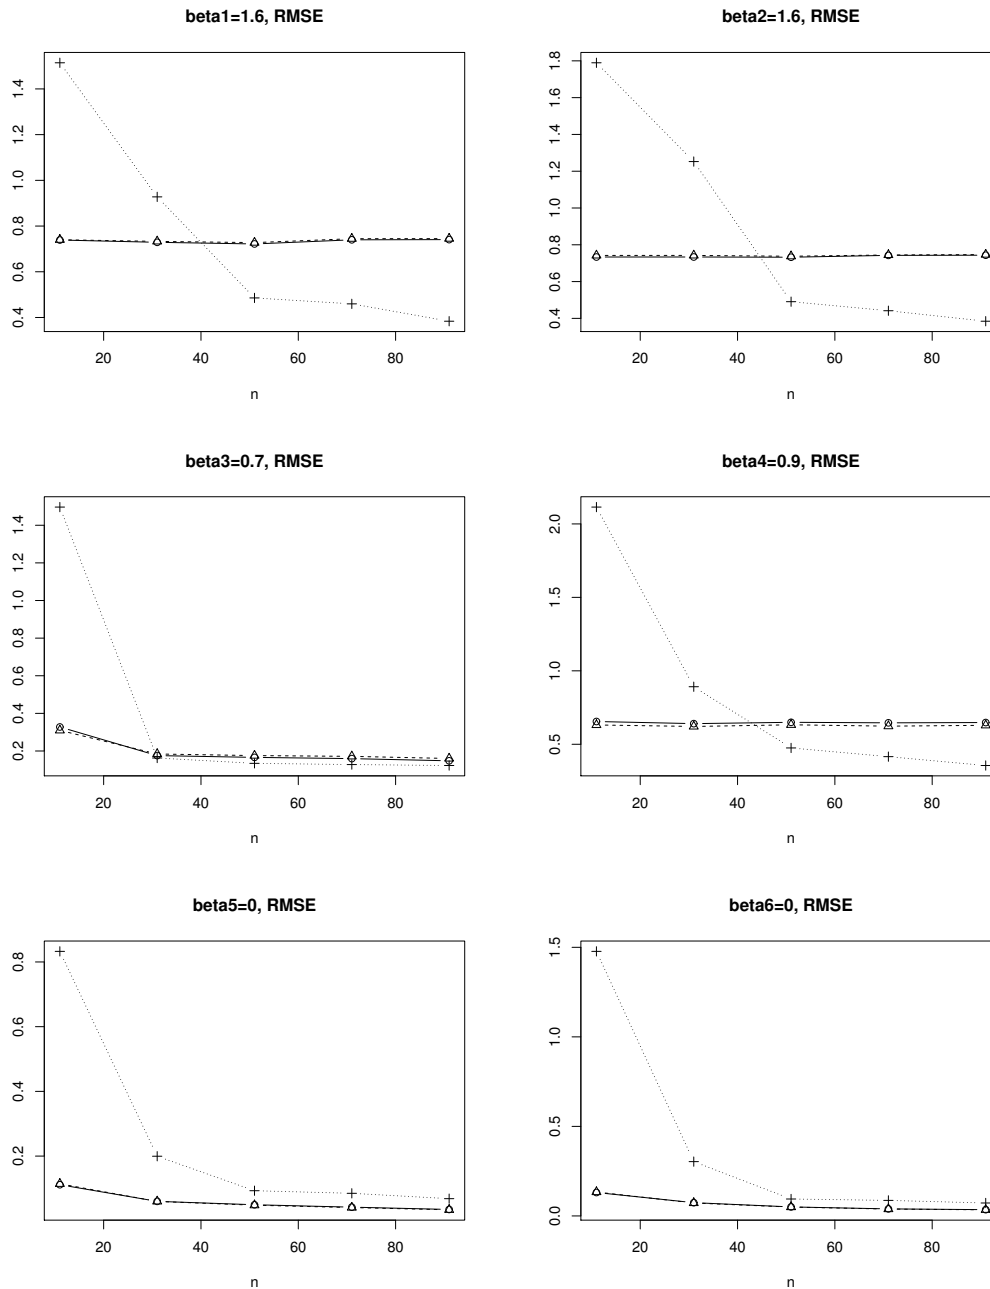 beta1=1.6, RMSE
0.4 0.6 0.8 1.0 1.2 1.4
20 40 60 80
n
beta2=1.6, RMSE
0.4 0.6 0.8 1.0 1.2 1.4 1.6 1.8
20 40 60 80
n
beta3=0.7, RMSE
0.2 0.4 0.6 0.8 1.0 1.2 1.4
20 40 60 80
n
beta4=0.9, RMSE
0.5 1.0 1.5 2.0
20 40 60 80
n
beta5=0, RMSE
0.2 0.4 0.6 0.8
20 40 60 80
n
beta6=0, RMSE
0.0 0.5 1.0 1.5
20 40 60 80
n